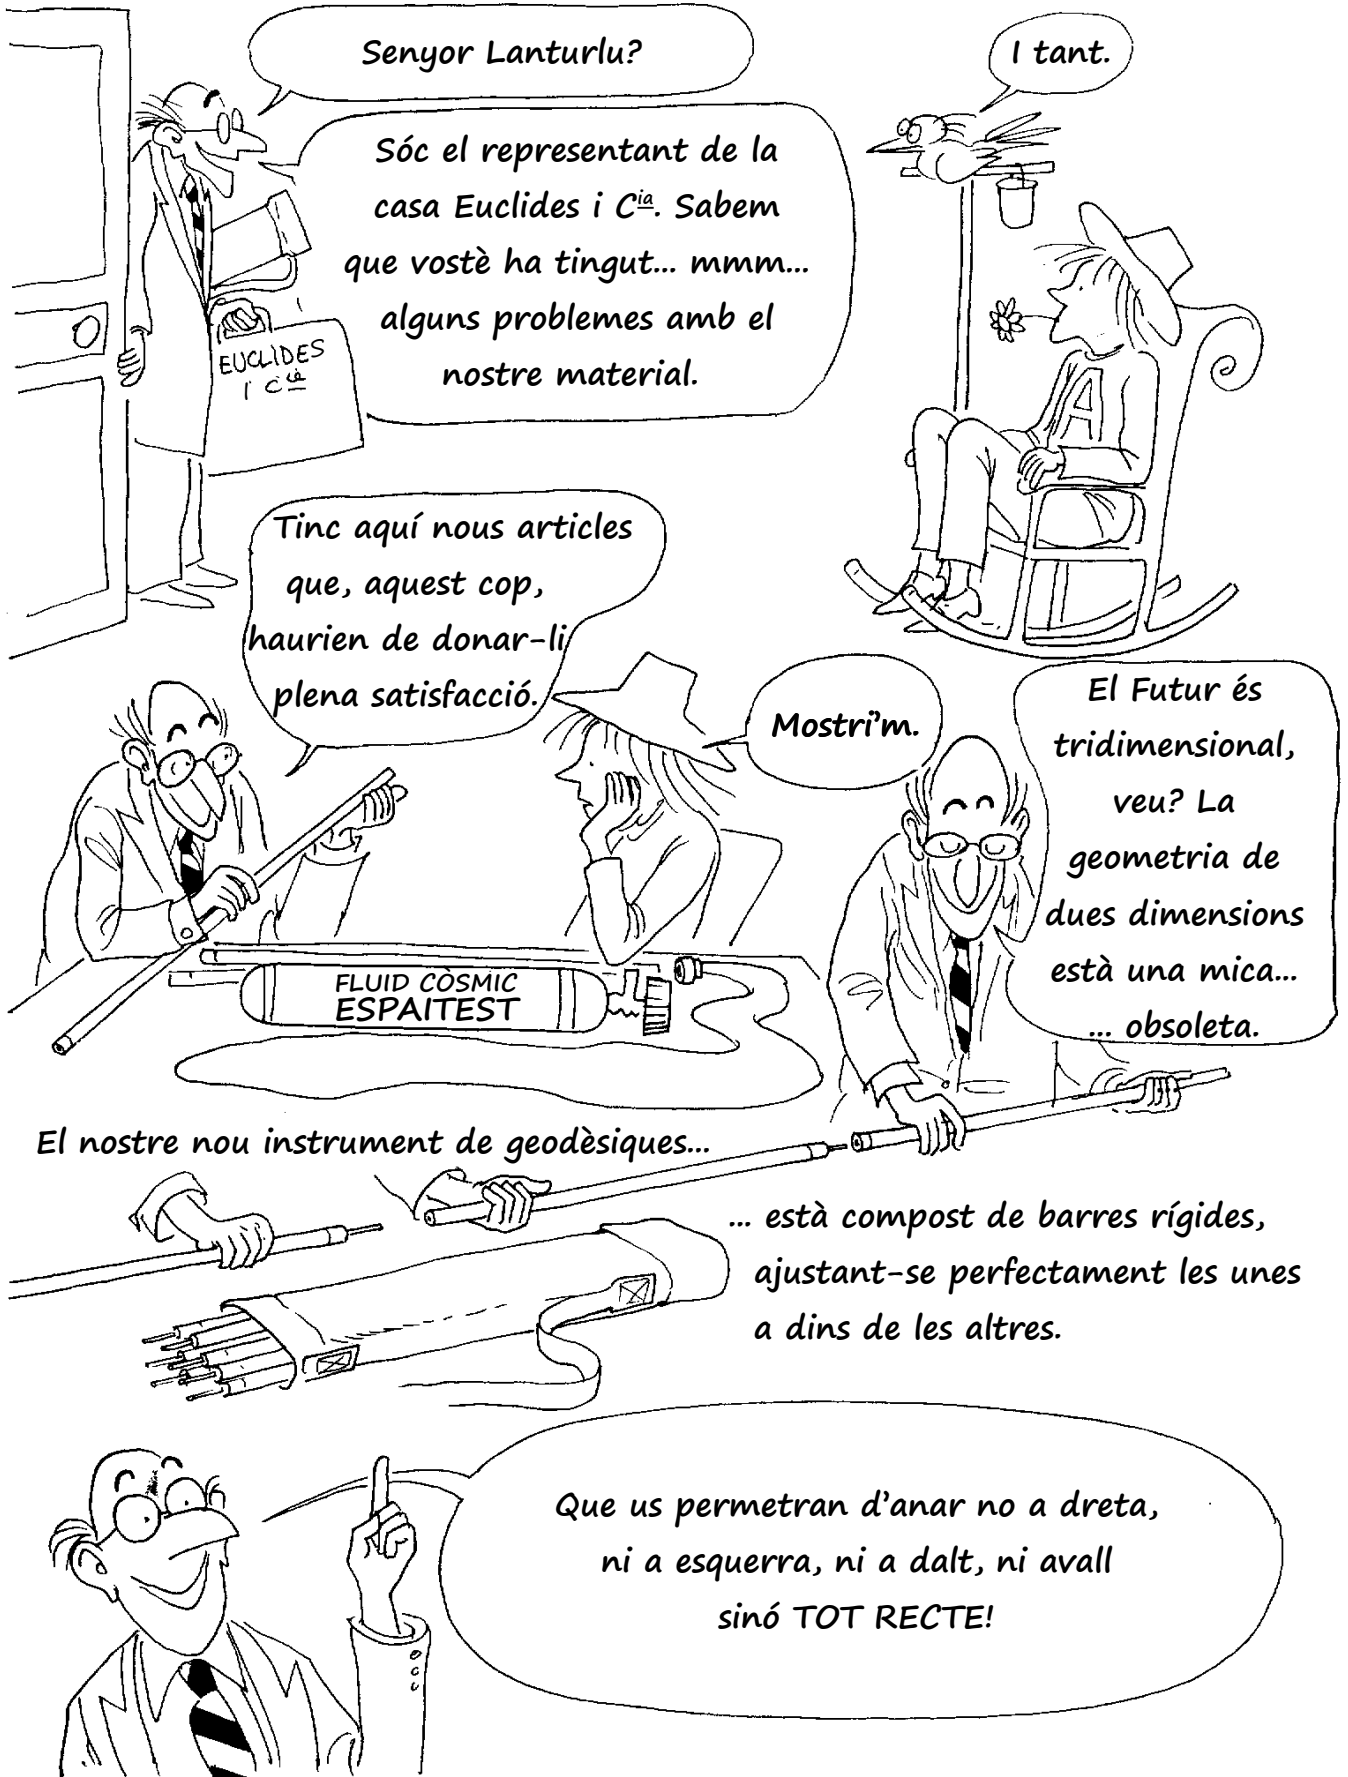 Senyor Lanturlu?
I tant.
Sóc el representant de la
casa Euclides i Cia. Sabem
que vostè ha tingut... mmm...
alguns problemes amb el
nostre material.
EUCLIDES
i Cia
Tinc aquí nous articles
que, aquest cop,
haurien de donar-li
plena satisfacció.
Mostri'm.
El Futur és
tridimensional,
veu? La
geometria de
dues dimensions
està una mica...
... obsoleta.
FLUID CÒSMIC
ESPAITEST
El nostre nou instrument de geodèsiques...
... està compost de barres rígides,
ajustant-se perfectament les unes
a dins de les altres.
Que us permetran d'anar no a dreta,
ni a esquerra, ni a dalt, ni avall
sinó TOT RECTE!
A